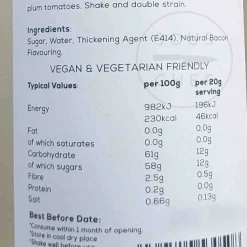 plum tomatoes. Shake and double strain.
Ingredients:
Sugar, Water, Thickening Agent (E414), Natural Bacon
Flavouring.
VEGAN & VEGETARIAN FRIENDLY
Typical Values per 100g per 20g
serving
Energy 982kJ 196kJ
230kcal 46kcal
Fat 0.0g 0.0g
of which saturates 0.0g 0.0g
Carbohydrate 61g 12g
of which sugars 58g 12g
Fibre 2.5g 0.5g
Protein 0.2g 0.0g
Salt 0.66g 0.13g
Best Before Date:
*Consume within 1 month of opening.
*Store in cool dry place
*Shake well before use